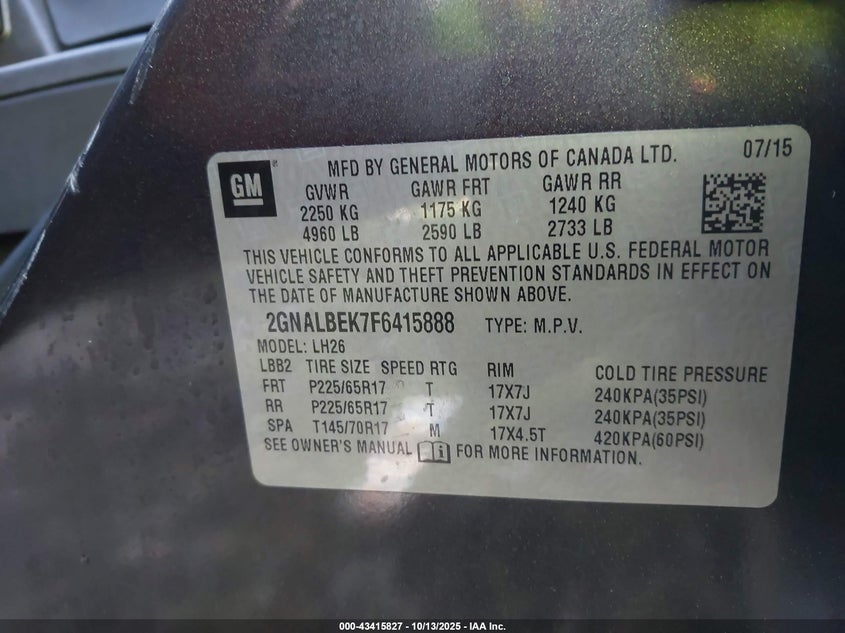 GM
MFD BY GENERAL MOTORS OF CANADA LTD. 07/15
GVWR GAWR FRT GAWR RR
2250 KG 1175 KG 1240 KG
4960 LB 2590 LB 2733 LB
THIS VEHICLE CONFORMS TO ALL APPLICABLE U.S. FEDERAL MOTOR
VEHICLE SAFETY AND THEFT PREVENTION STANDARDS IN EFFECT ON
THE DATE OF MANUFACTURE SHOWN ABOVE.
2GNALBEK7F6415888 TYPE: M.P.V.
MODEL: LH26
LBB2 TIRE SIZE SPEED RTG RIM COLD TIRE PRESSURE
FRT P225/65R17 T 17X7J 240KPA(35PSI)
RR P225/65R17 T 17X7J 240KPA(35PSI)
SPA T145/70R17 M 17X4.5T 420KPA(60PSI)
SEE OWNER'S MANUAL FOR MORE INFORMATION.
000-43415827 - 10/13/2025 - IAA Inc.